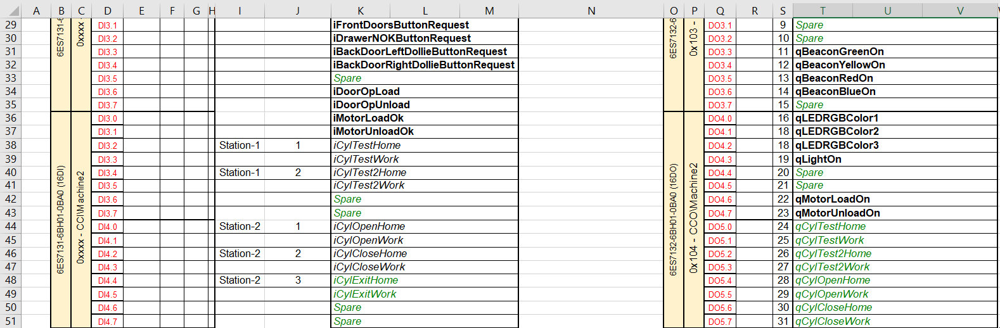 A B C D E F G H I J K L M N O P Q R S T U V
29 DI3.1 iFrontDoorsButtonRequest DO3.1 9 Spare
30 DI3.2 iDrawerNOKButtonRequest DO3.2 10 Spare
31 DI3.3 iBackDoorLeftDollieButtonRequest DO3.3 11 qBeaconGreenOn
32 DI3.4 iBackDoorRightDollieButtonRequest DO3.4 12 qBeaconYellowOn
33 DI3.5 Spare DO3.5 13 qBeaconRedOn
34 DI3.6 iDoorOpLoad DO3.6 14 qBeaconBlueOn
35 DI3.7 iDoorOpUnload DO3.7 15 Spare
6ES7131-6
0xxxx -
6ES7132-6
0x103 -
36 DI3.0 iMotorLoadOk DO4.0 16 qLEDRGBColor1
37 DI3.1 iMotorUnloadOk DO4.1 18 qLEDRGBColor2
38 DI3.2 Station-1 1 iCylTestHome DO4.2 18 qLEDRGBColor3
39 DI3.3 iCylTestWork DO4.3 19 qLightOn
40 DI3.4 Station-1 2 iCylTest2Home DO4.4 20 Spare
41 DI3.5 iCylTest2Work DO4.5 21 Spare
42 DI3.6 Spare DO4.6 22 qMotorLoadOn
43 DI3.7 Spare DO4.7 23 qMotorUnloadOn
44 DI4.0 Station-2 1 iCylOpenHome DO5.0 24 qCylTestHome
45 DI4.1 iCylOpenWork DO5.1 25 qCylTestWork
46 DI4.2 Station-2 2 iCylCloseHome DO5.2 26 qCylTest2Home
47 DI4.3 iCylCloseWork DO5.3 27 qCylTest2Work
48 DI4.4 Station-2 3 iCylExitHome DO5.4 28 qCylOpenHome
49 DI4.5 iCylExitWork DO5.5 29 qCylOpenWork
50 DI4.6 Spare DO5.6 30 qCylCloseHome
51 DI4.7 Spare DO5.7 31 qCylCloseWork
6ES7131-6BH01-0BA0 (16DI)
0xxxx - CCI\Machine2
6ES7132-6BH01-0BA0 (16DO)
0x104 - CCO\Machine2